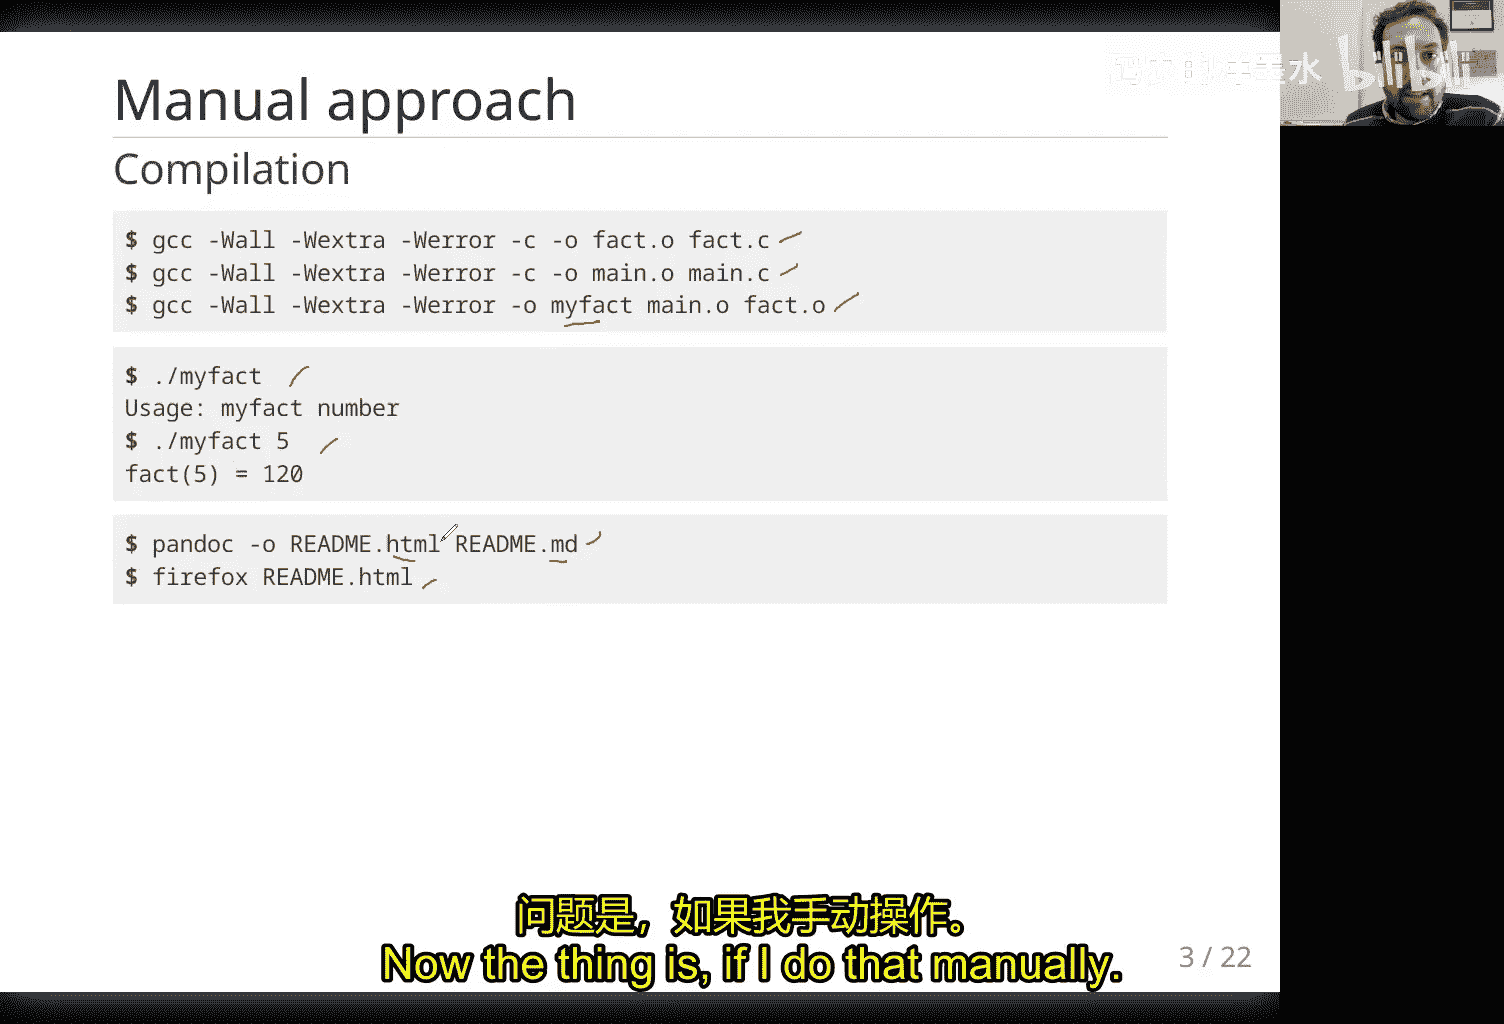 Manual approach
Compilation
$ gcc -Wall -Wextra -Werror -c -o fact.o fact.c
$ gcc -Wall -Wextra -Werror -c -o main.o main.c
$ gcc -Wall -Wextra -Werror -o myfact main.o fact.o
$ ./myfact
Usage: myfact number
$ ./myfact 5
fact(5) = 120
$ pandoc -o README.html README.md
$ firefox README.html
问题是，如果我手动操作。
Now the thing is, if I do that manually.
3 / 22
bilibili